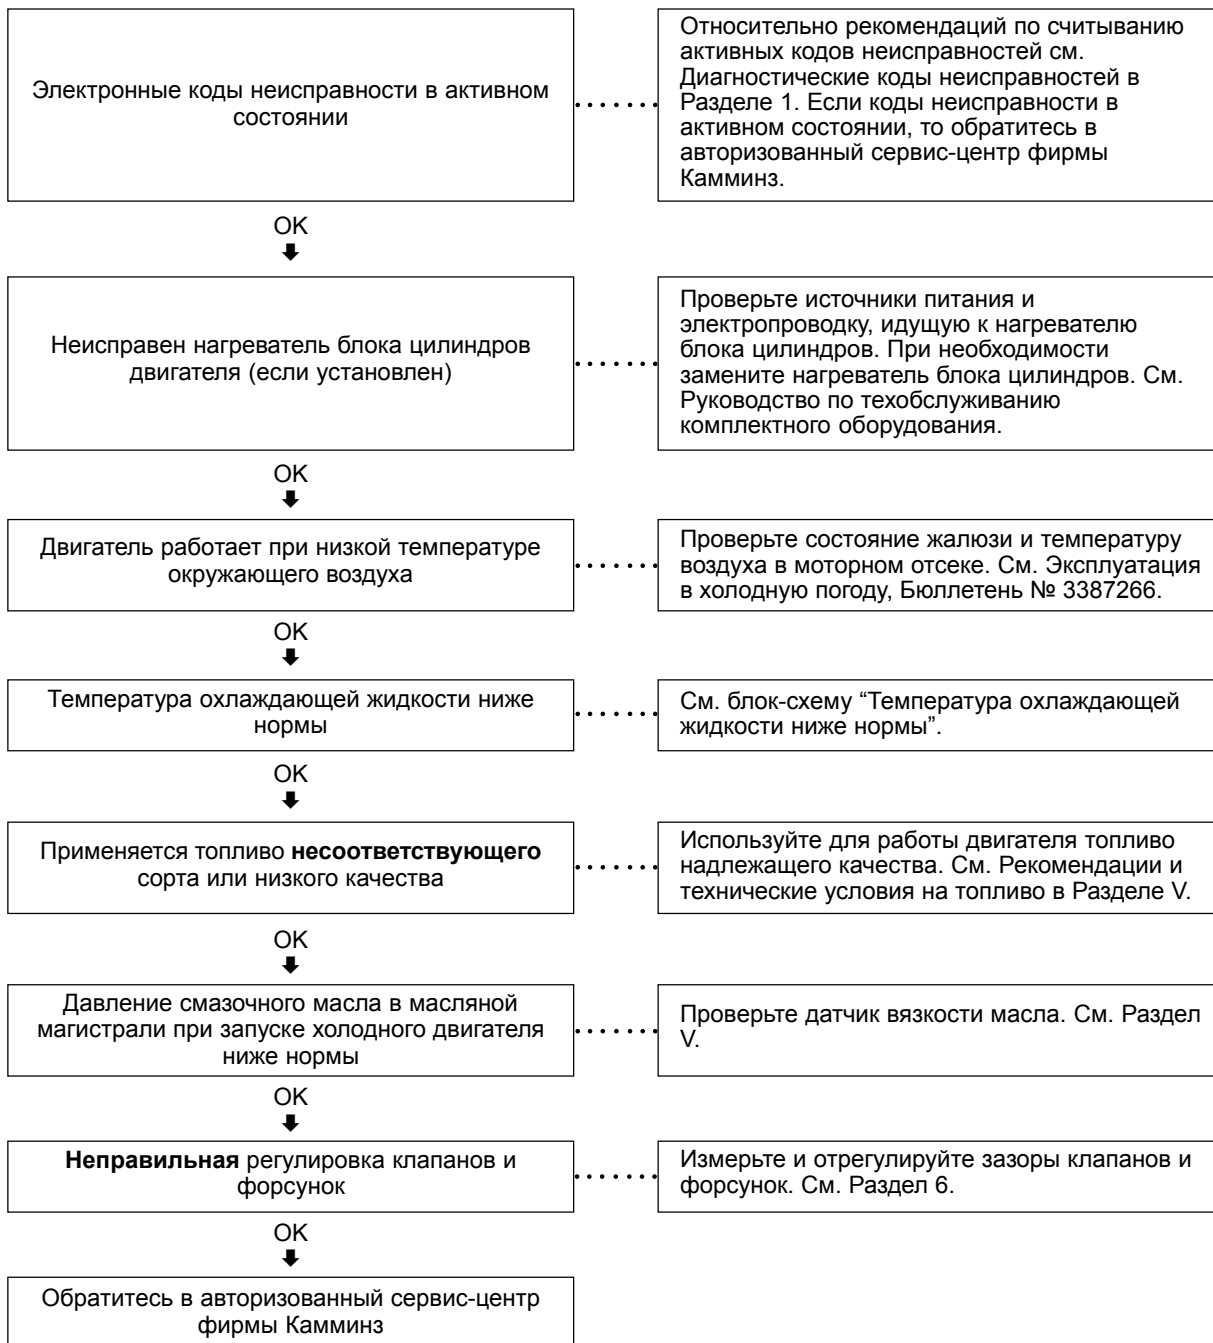 Электронные коды неисправности в активном
состоянии
Относительно рекомендаций по считыванию
активных кодов неисправностей см.
Диагностические коды неисправностей в
Разделе 1. Если коды неисправности в
активном состоянии, то обратитесь в
авторизованный сервис-центр фирмы
Камминз.
OK
Неисправен нагреватель блока цилиндров
двигателя (если установлен)
Проверьте источники питания и
электропроводку, идущую к нагревателю
блока цилиндров. При необходимости
замените нагреватель блока цилиндров. См.
Руководство по техобслуживанию
комплектного оборудования.
OK
Двигатель работает при низкой температуре
окружающего воздуха
Проверьте состояние жалюзи и температуру
воздуха в моторном отсеке. См. Эксплуатация
в холодную погоду, Бюллетень № 3387266.
OK
Температура охлаждающей жидкости ниже
нормы
См. блок-схему “Температура охлаждающей
жидкости ниже нормы”.
OK
Применяется топливо несоответствующего
сорта или низкого качества
Используйте для работы двигателя топливо
надлежащего качества. См. Рекомендации и
технические условия на топливо в Разделе V.
OK
Давление смазочного масла в масляной
магистрали при запуске холодного двигателя
ниже нормы
Проверьте датчик вязкости масла. См. Раздел
V.
OK
Неправильная регулировка клапанов и
форсунок
Измерьте и отрегулируйте зазоры клапанов и
форсунок. См. Раздел 6.
OK
Обратитесь в авторизованный сервис-центр
фирмы Камминз